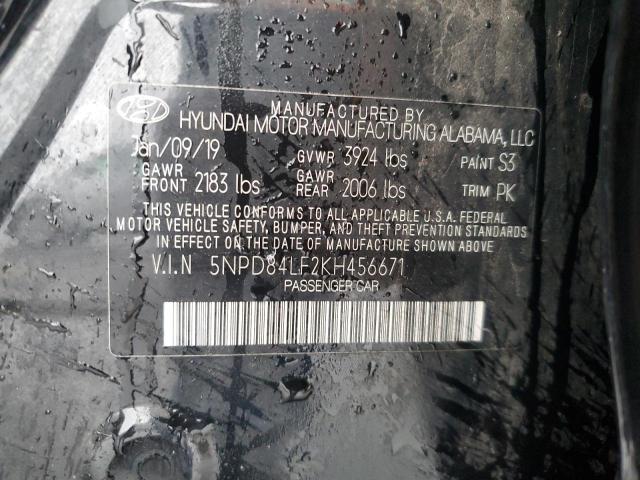 MANUFACTURED BY
HYUNDAI MOTOR MANUFACTURING ALABAMA, LLC
Jan/09/19 GVWR 3924 lbs PAINT S3
GAWR FRONT 2183 lbs GAWR REAR 2006 lbs TRIM PK
THIS VEHICLE CONFORMS TO ALL APPLICABLE U.S.A. FEDERAL
MOTOR VEHICLE SAFETY, BUMPER, AND THEFT PREVENTION STANDARDS
IN EFFECT ON THE DATE OF MANUFACTURE SHOWN ABOVE
V.I.N 5NPD84LF2KH456671
PASSENGER CAR